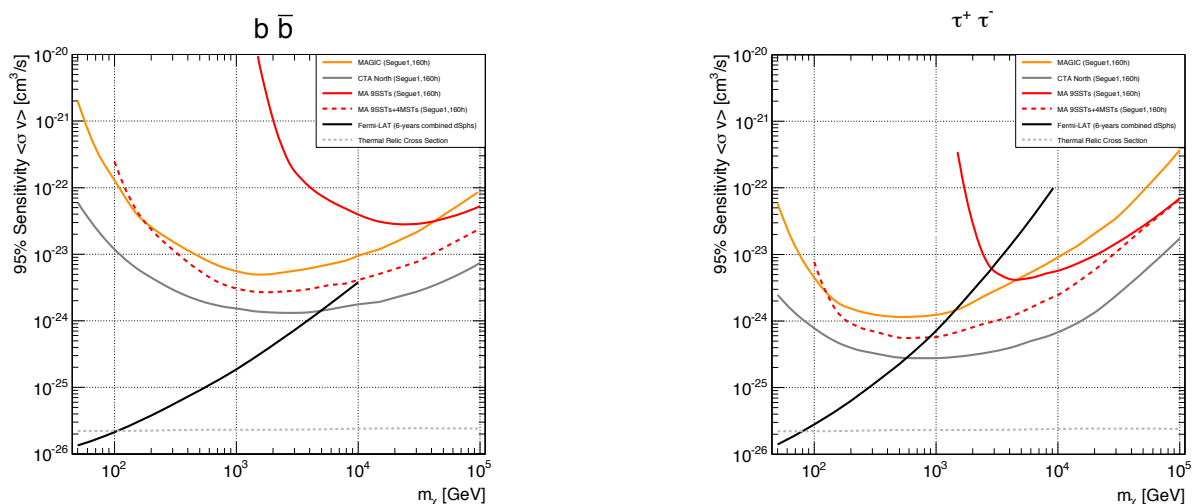 b b̅
95% Sensitivity <σ v> [cm³/s]
10⁻²⁰
10⁻²¹
10⁻²²
10⁻²³
10⁻²⁴
10⁻²⁵
10⁻²⁶
MAGIC (Segue1,160h)
CTA North (Segue1,160h)
MA 9SSTs (Segue1,160h)
MA 9SSTs+4MSTs (Segue1,160h)
Fermi-LAT (6-years combined dSphs)
Thermal Relic Cross Section
10² 10³ 10⁴ 10⁵
mᵪ [GeV]
τ⁺ τ⁻
95% Sensitivity <σ v> [cm³/s]
10⁻²⁰
10⁻²¹
10⁻²²
10⁻²³
10⁻²⁴
10⁻²⁵
10⁻²⁶
MAGIC (Segue1,160h)
CTA North (Segue1,160h)
MA 9SSTs (Segue1,160h)
MA 9SSTs+4MSTs (Segue1,160h)
Fermi-LAT (6-years combined dSphs)
Thermal Relic Cross Section
10² 10³ 10⁴ 10⁵
mᵪ [GeV]